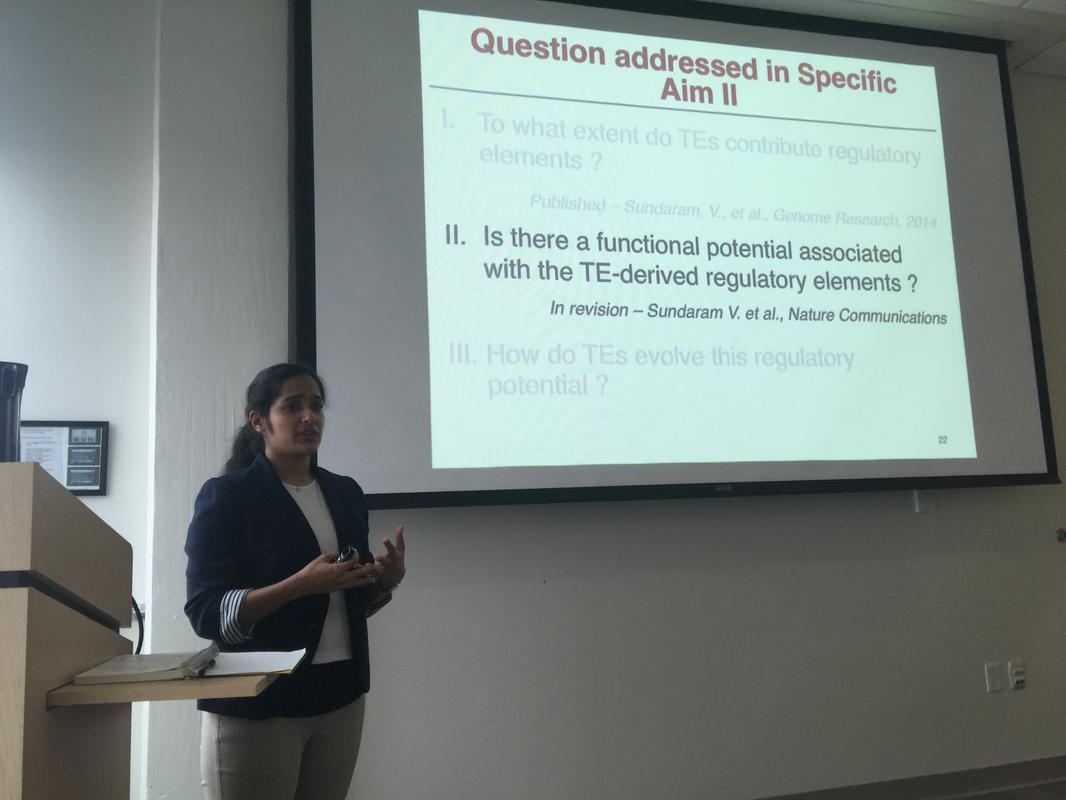 Question addressed in Specific
Aim II
I. To what extent do TEs contribute regulatory
elements ?
Published – Sundaram, V., et al., Genome Research, 2014
II. Is there a functional potential associated
with the TE-derived regulatory elements ?
In revision – Sundaram V. et al., Nature Communications
III. How do TEs evolve this regulatory
potential ?
22